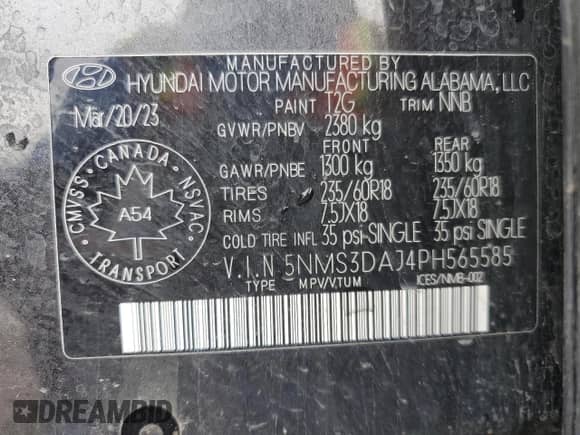 MANUFACTURED BY
HYUNDAI MOTOR MANUFACTURING ALABAMA, LLC
Mar/20/23 PAINT T2G TRIM NNB
GVWR/PNBV 2380 kg
FRONT REAR
GAWR/PNBE 1300 kg 1350 kg
TIRES 235/60R18 235/60R18
RIMS 7.5JX18 7.5JX18
COLD TIRE INFL 35 psi-SINGLE 35 psi SINGLE
V.I.N 5NMS3DAJ4PH565585
TYPE MPV/VTUM ICES/NMB-002
CMVSS • CANADA • NSVAC
A54
TRANSPORT
DREAMBID